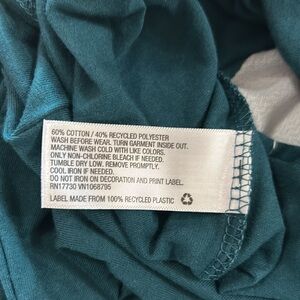 60% COTTON / 40% RECYCLED POLYESTER
WASH BEFORE WEAR. TURN GARMENT INSIDE OUT.
MACHINE WASH COLD WITH LIKE COLORS.
ONLY NON-CHLORINE BLEACH IF NEEDED.
TUMBLE DRY LOW. REMOVE PROMPTLY.
COOL IRON IF NEEDED.
DO NOT IRON ON DECORATION AND PRINT LABEL.
RN17730 VN1068795
LABEL MADE FROM 100% RECYCLED PLASTIC